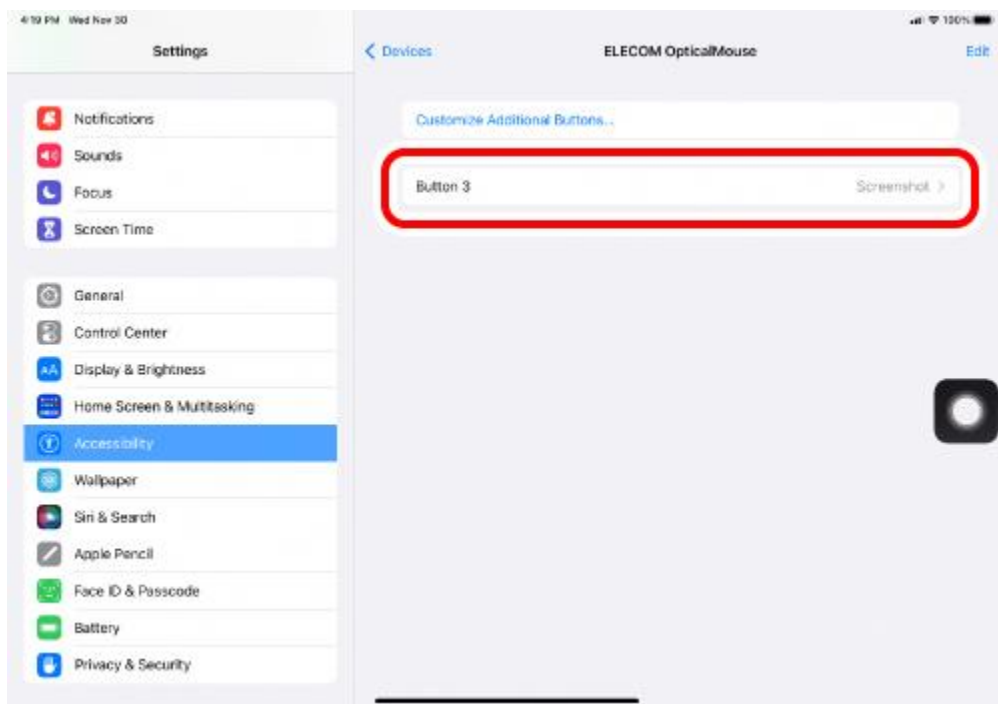 4:19 PM Wed Nov 30
100%
Settings
Devices
ELECOM OpticalMouse
Edit
Notifications
Sounds
Focus
Screen Time
General
Control Center
AA
Display & Brightness
Home Screen & Multitasking
Accessibility
Wallpaper
Siri & Search
Apple Pencil
Face ID & Passcode
Battery
Privacy & Security
Customize Additional Buttons...
Button 3
Screenshot